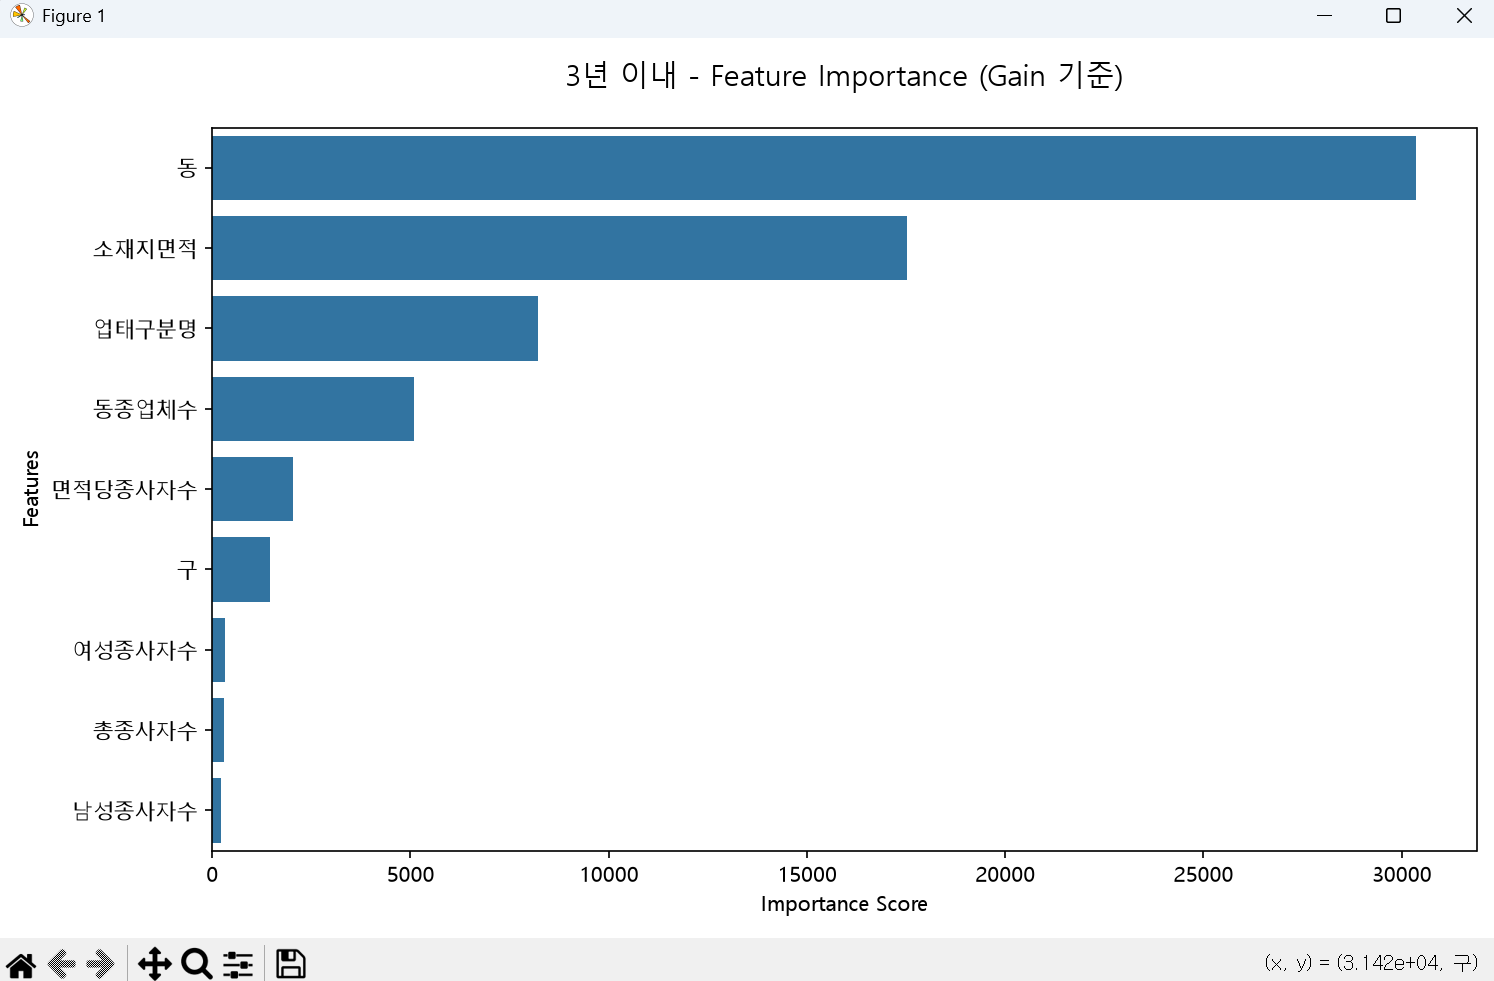 Figure 1
3년 이내 - Feature Importance (Gain 기준)
동
소재지면적
업태구분명
동종업체수
면적당종사자수
구
여성종사자수
총종사자수
남성종사자수
Features
0 5000 10000 15000 20000 25000 30000
Importance Score
(x, y) = (3.142e+04, 구)